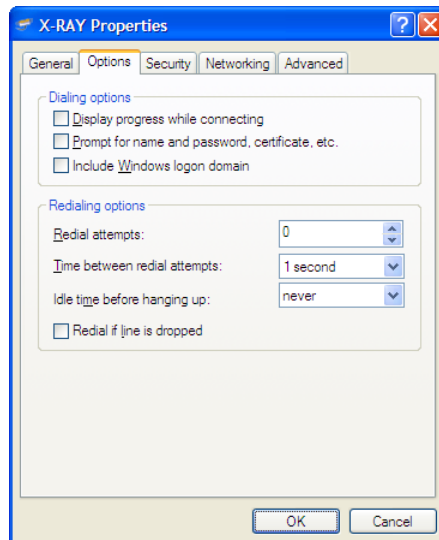 X-RAY Properties
General Options Security Networking Advanced
Dialing options
Display progress while connecting
Prompt for name and password, certificate, etc.
Include Windows logon domain
Redialing options
Redial attempts: 0
Time between redial attempts: 1 second
Idle time before hanging up: never
Redial if line is dropped
OK Cancel